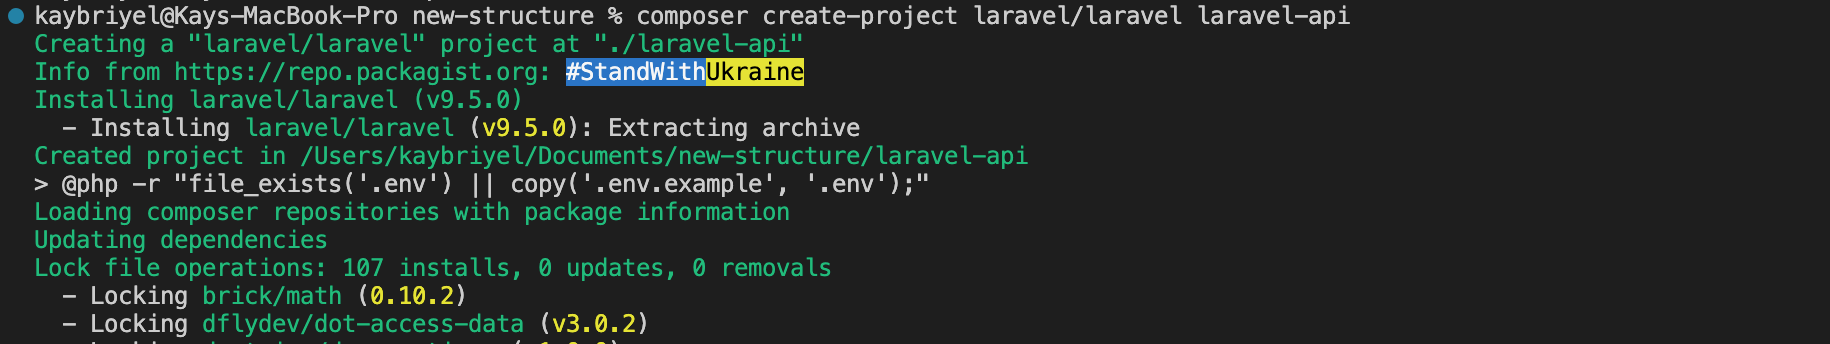 kaybriyel@Kays-MacBook-Pro new-structure % composer create-project laravel/laravel laravel-api
Creating a "laravel/laravel" project at "./laravel-api"
Info from https://repo.packagist.org: #StandWithUkraine
Installing laravel/laravel (v9.5.0)
  - Installing laravel/laravel (v9.5.0): Extracting archive
Created project in /Users/kaybriyel/Documents/new-structure/laravel-api
> @php -r "file_exists('.env') || copy('.env.example', '.env');"
Loading composer repositories with package information
Updating dependencies
Lock file operations: 107 installs, 0 updates, 0 removals
  - Locking brick/math (0.10.2)
  - Locking dflydev/dot-access-data (v3.0.2)